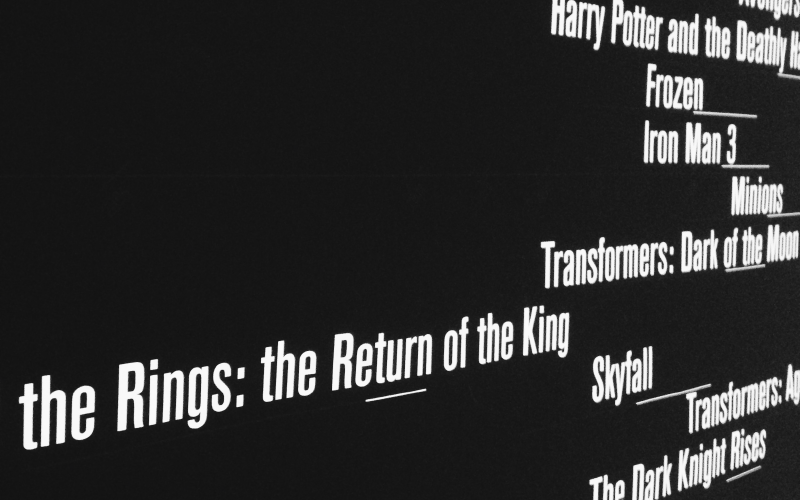 Avengers
Harry Potter and the Deathly
Frozen
Iron Man 3
Minions
Transformers: Dark of the Moon
the Rings: the Return of the King
Skyfall
Transformers:
The Dark Knight Rises